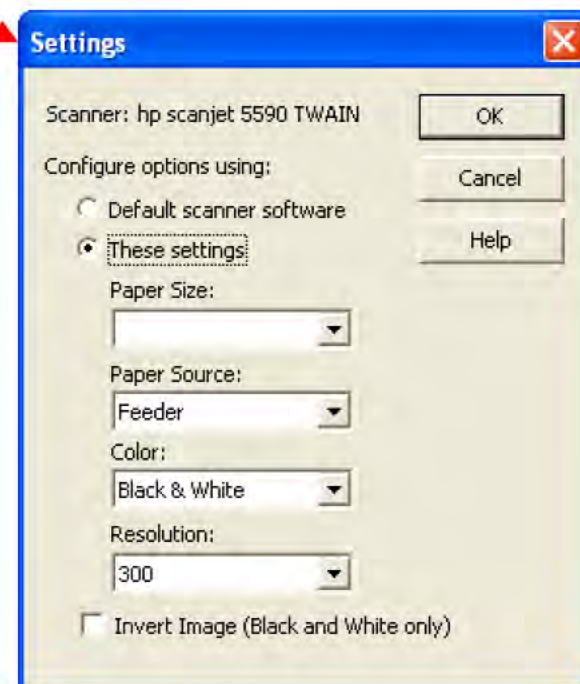 Settings
Scanner: hp scanjet 5590 TWAIN
OK
Configure options using:
Cancel
Default scanner software
These settings
Help
Paper Size:
Paper Source:
Feeder
Color:
Black & White
Resolution:
300
Invert Image (Black and White only)